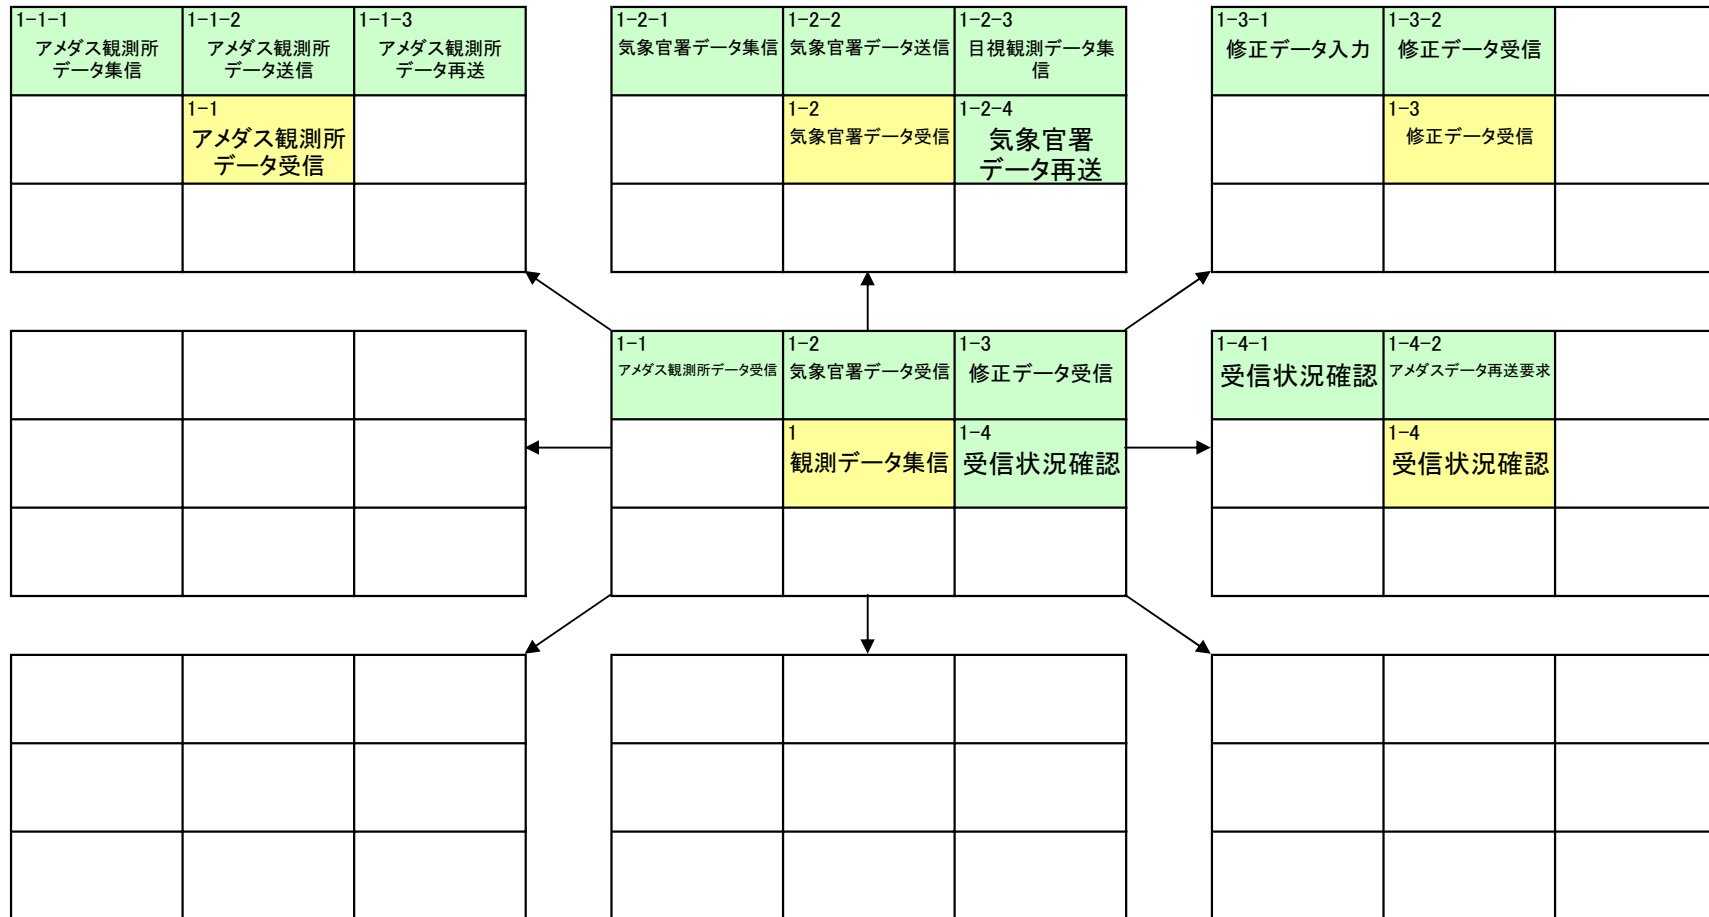 1-1-1
アメダス観測所
データ集信
1-1-2
アメダス観測所
データ送信
1-1-3
アメダス観測所
データ再送
1-1
アメダス観測所
データ受信
1-2-1
気象官署データ集信
1-2-2
気象官署データ送信
1-2-3
目視観測データ集
信
1-2
気象官署データ受信
1-2-4
気象官署
データ再送
1-3-1
修正データ入力
1-3-2
修正データ受信
1-3
修正データ受信
1-1
アメダス観測所データ受信
1-2
気象官署データ受信
1-3
修正データ受信
1
観測データ集信
1-4
受信状況確認
1-4-1
受信状況確認
1-4-2
アメダスデータ再送要求
1-4
受信状況確認